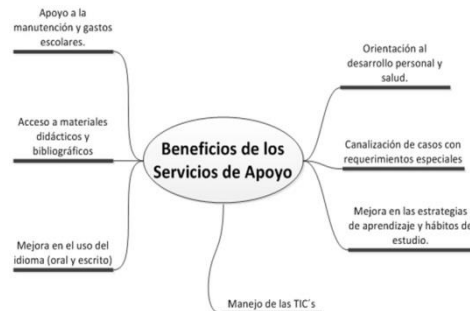 Apoyo a la
manutención y gastos
escolares.
Acceso a materiales
didácticos y
bibliográficos
Mejora en el uso del
idioma (oral y escrito)
Beneficios de los
Servicios de Apoyo
Orientación al
desarrollo personal y
salud.
Canalización de casos con
requerimientos especiales
Mejora en las estrategias
de aprendizaje y hábitos de
estudio.
Manejo de las TIC´s